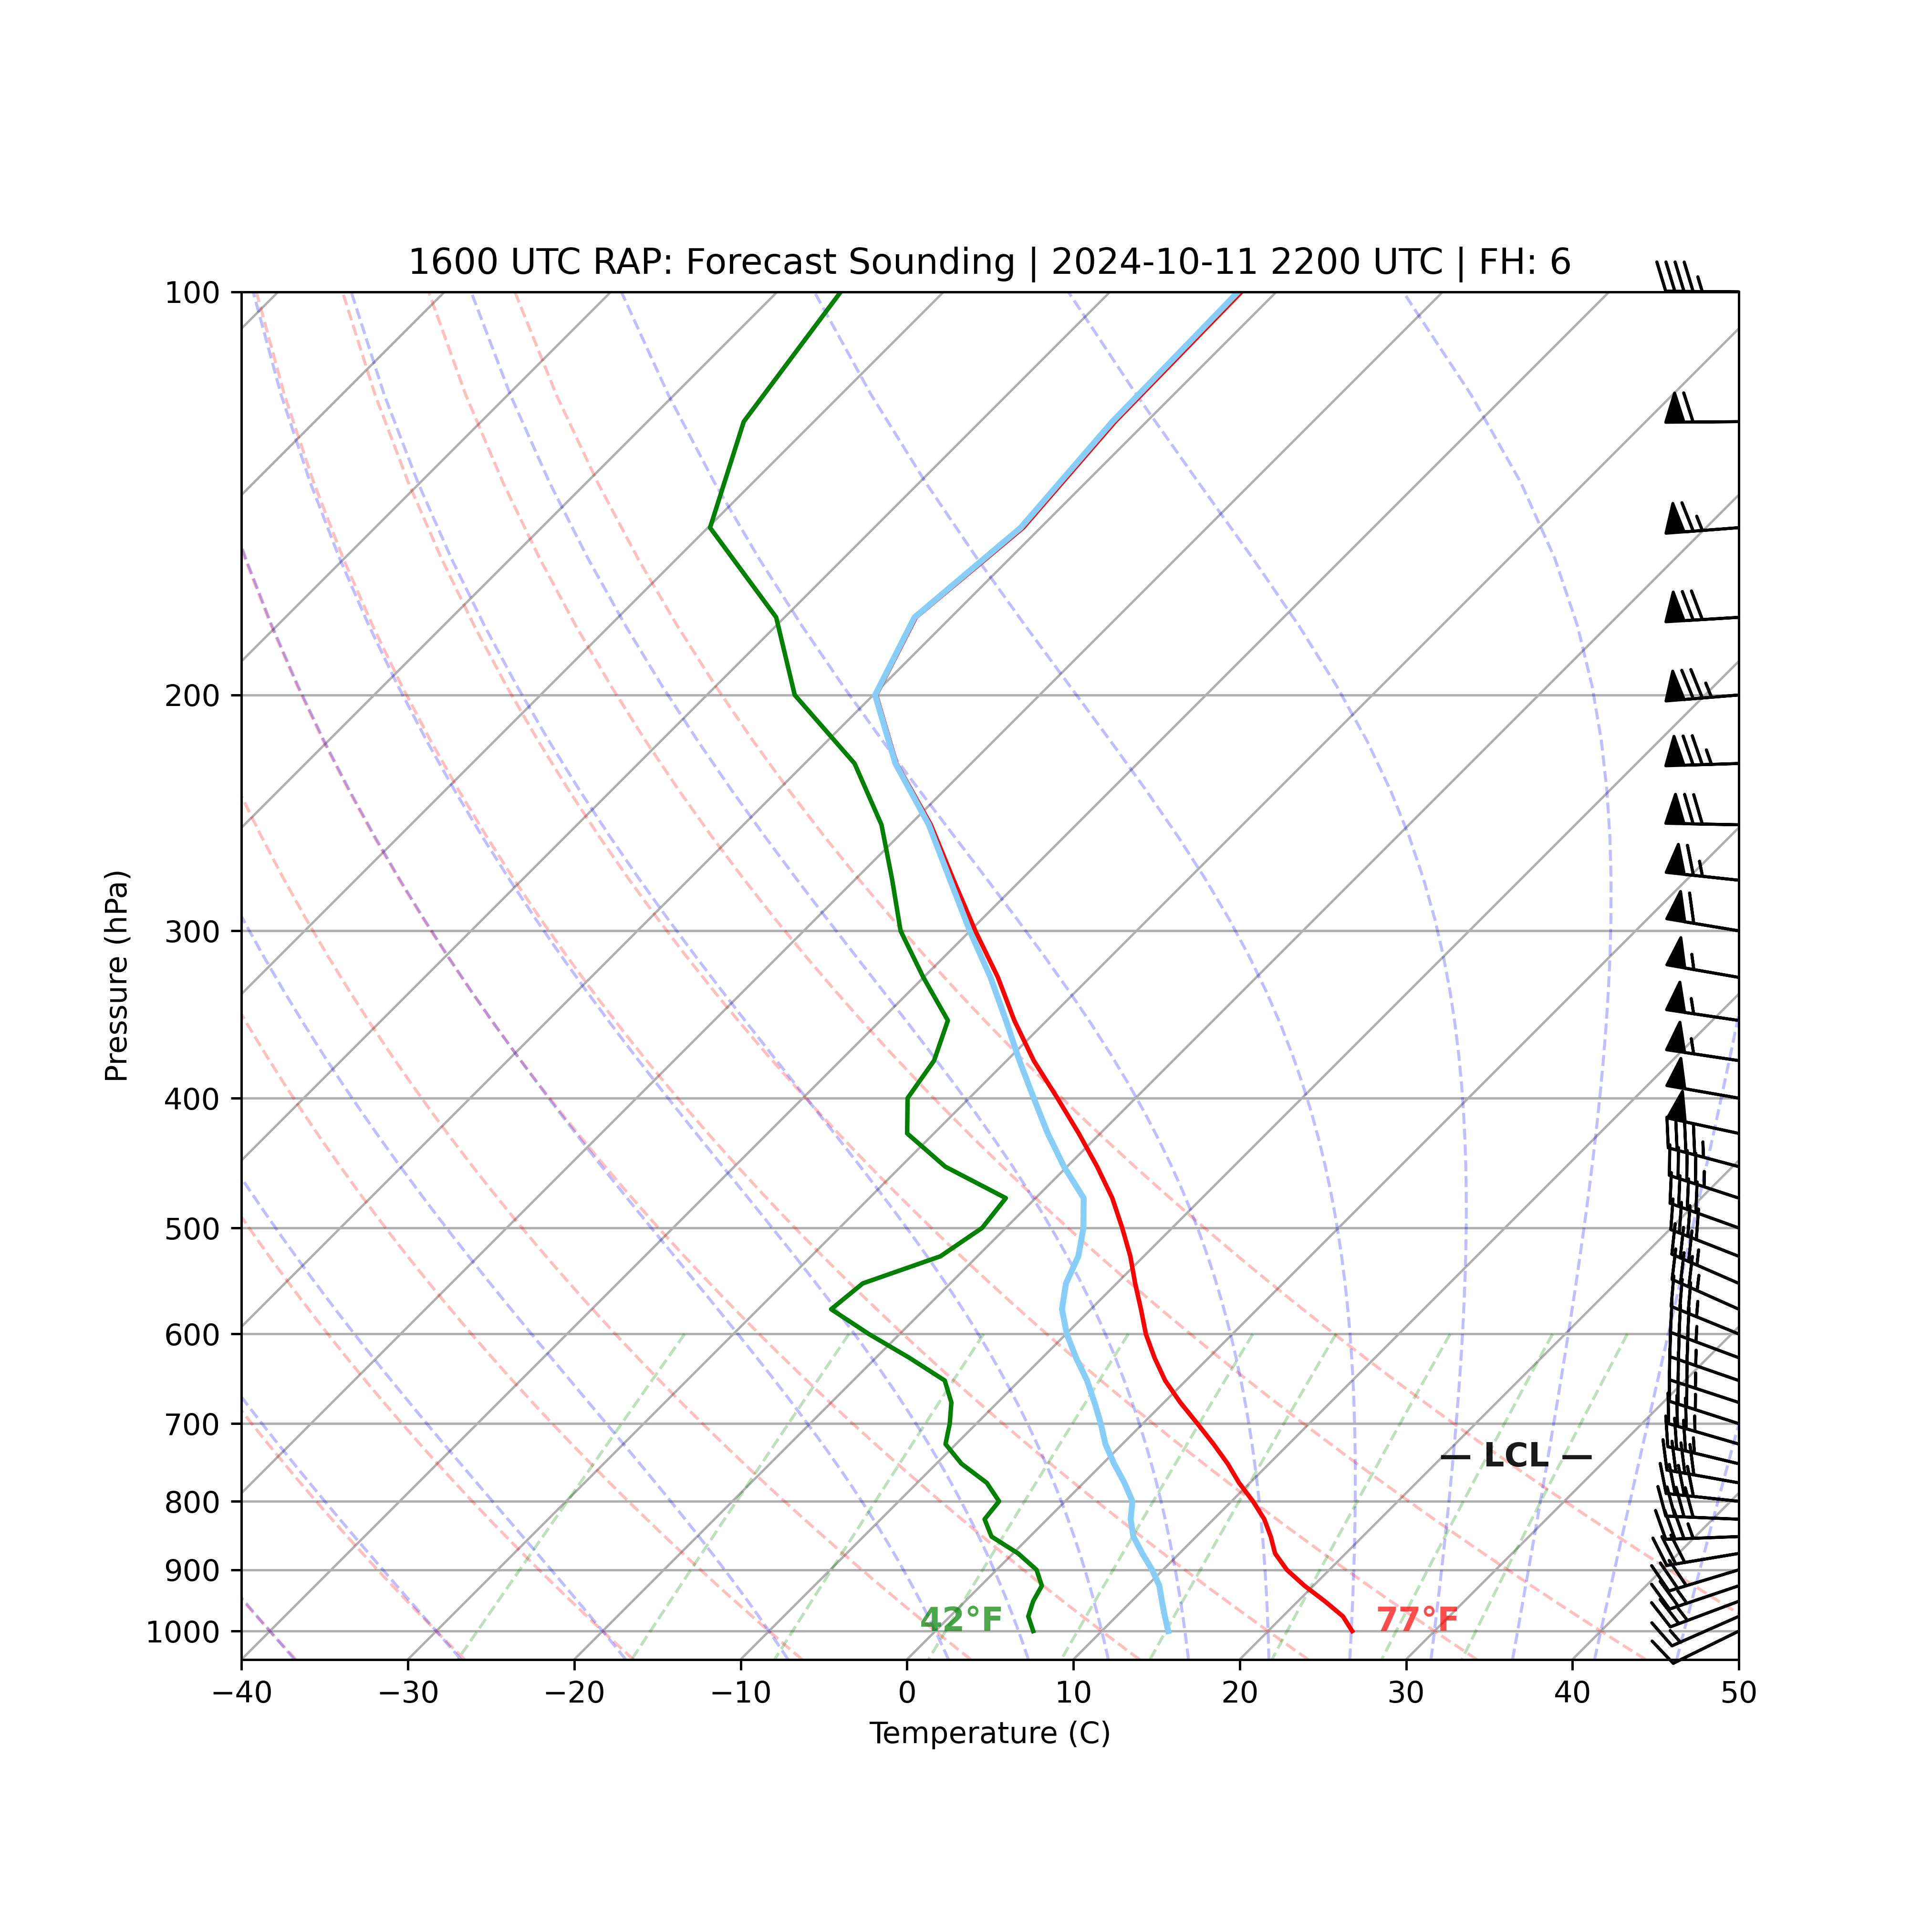 1600 UTC RAP: Forecast Sounding | 2024-10-11 2200 UTC | FH: 6
100
200
300
400
500
600
700
800
900
1000
Pressure (hPa)
— LCL —
42°F
77°F
−40 −30 −20 −10 0 10 20 30 40 50
Temperature (C)